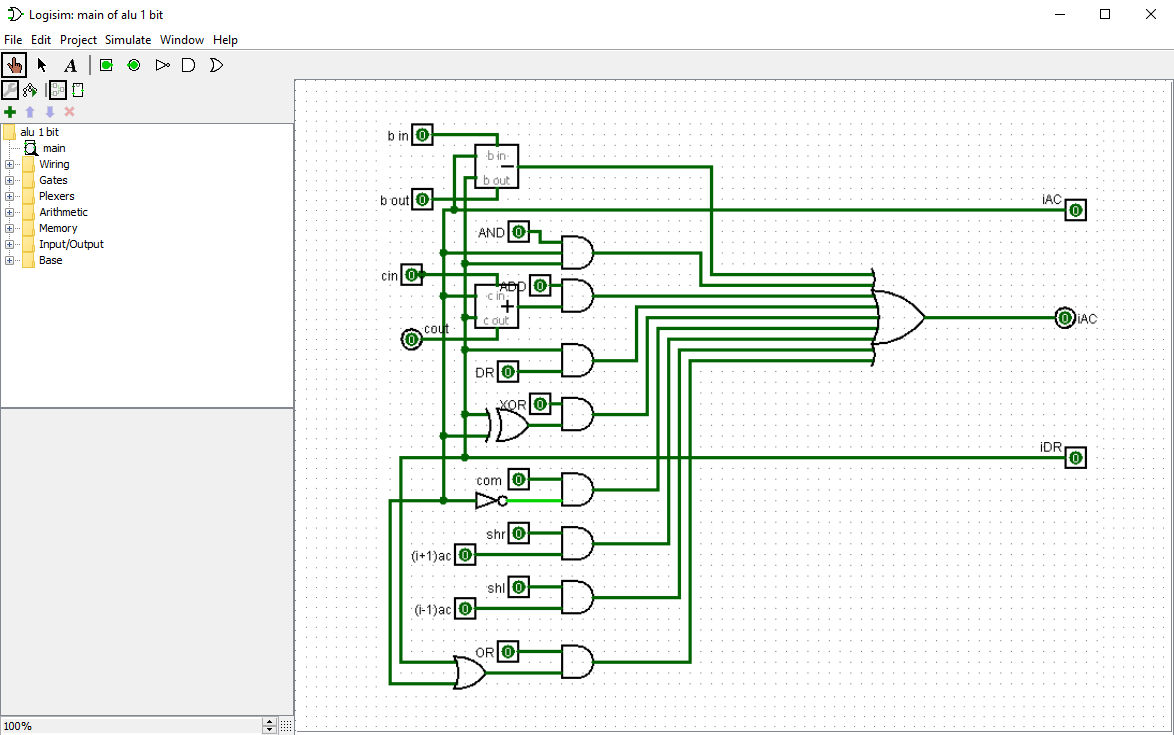 Logisim: main of alu 1 bit
File Edit Project Simulate Window Help
A
alu 1 bit
main
Wiring
Gates
Plexers
Arithmetic
Memory
Input/Output
Base
100%
b in 0
b in
b out
b out 0
iAC 0
AND 0
cin 0
ADD 0
c in
+
c out
cout
0
0 iAC
DR 0
XOR 0
iDR 0
com 0
shr 0
(i+1)ac 0
shl 0
(i-1)ac 0
OR 0